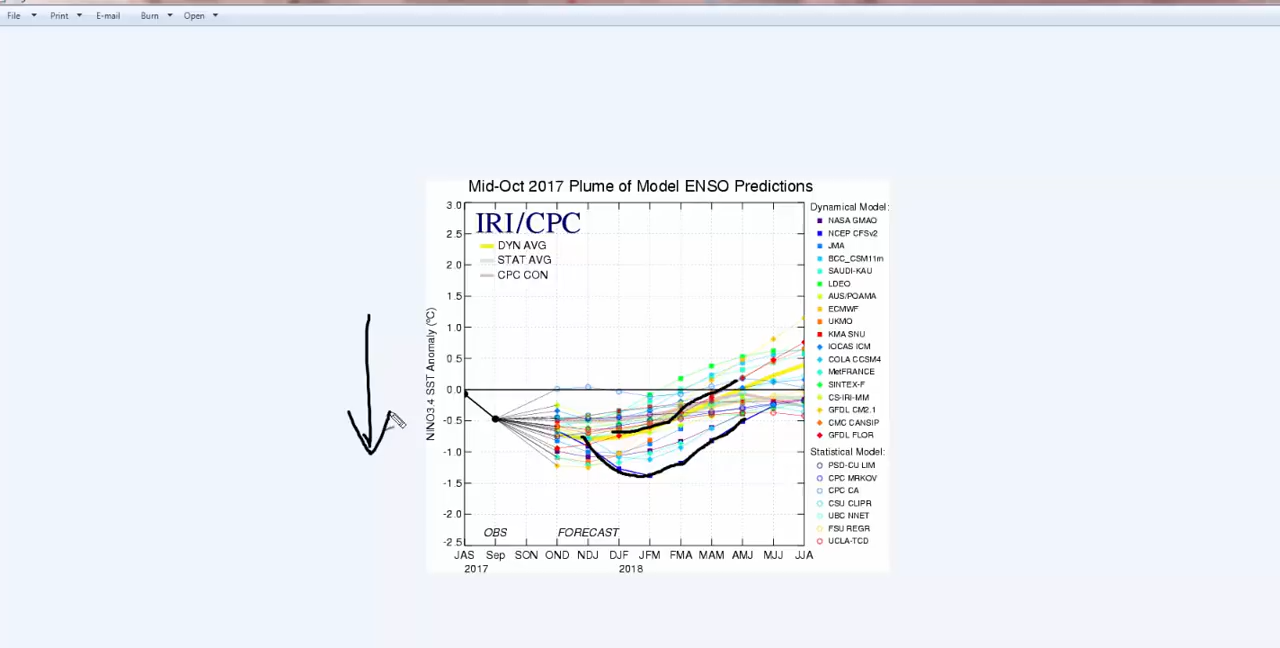 File Print E-mail Burn Open
Mid-Oct 2017 Plume of Model ENSO Predictions
IRI/CPC
DYN AVG
STAT AVG
CPC CON
NINO3.4 SST Anomaly (ºC)
3.0
2.5
2.0
1.5
1.0
0.5
0.0
-0.5
-1.0
-1.5
-2.0
-2.5
OBS FORECAST
JAS Sep SON OND NDJ DJF JFM FMA MAM AMJ MJJ JJA
2017 2018
Dynamical Model:
NASA GMAO
NCEP CFSv2
JMA
BCC_CSM11m
SAUDI-KAU
LDEO
AUS/POAMA
ECMWF
UKMO
KMA SNU
IOCAS ICM
COLA CCSM4
MetFRANCE
SINTEX-F
CS-IRI-MM
GFDL CM2.1
CMC CANSIP
GFDL FLOR
Statistical Model:
PSD-CU LIM
CPC MRKOV
CPC CA
CSU CLIPR
UBC NNET
FSU REGR
UCLA-TCD